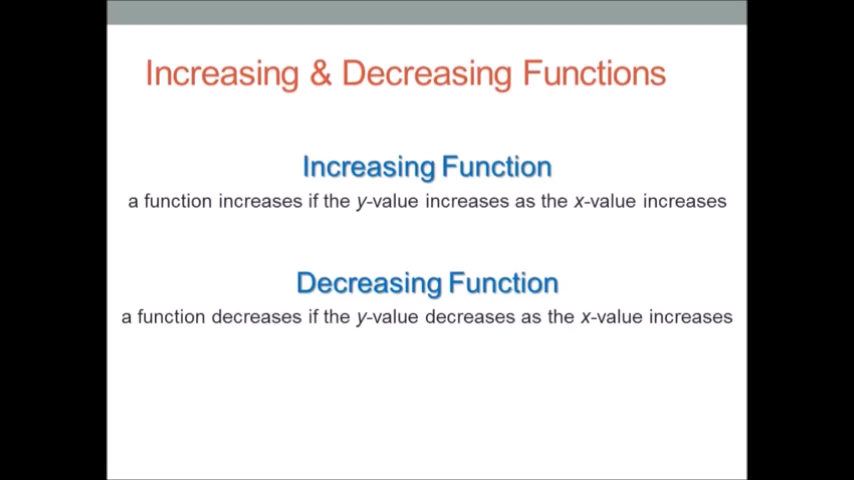 Increasing & Decreasing Functions
Increasing Function
a function increases if the y-value increases as the x-value increases
Decreasing Function
a function decreases if the y-value decreases as the x-value increases